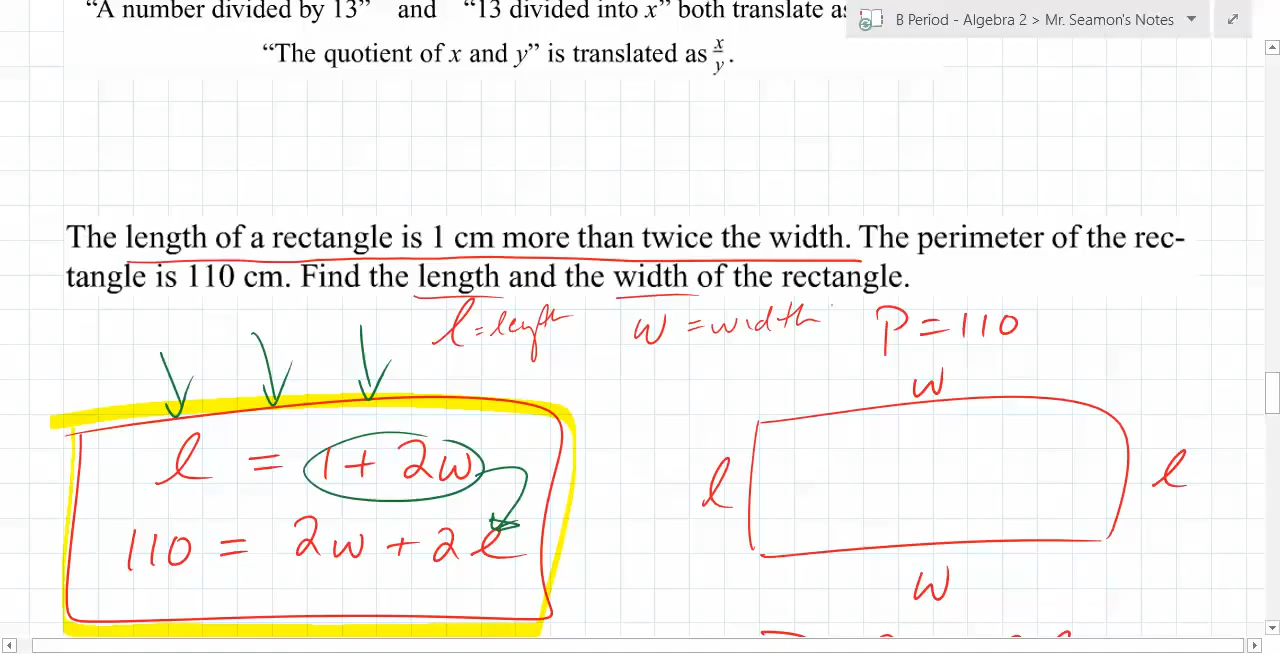 “A number divided by 13” and “13 divided into x” both translate as
B Period - Algebra 2 > Mr. Seamon's Notes
“The quotient of x and y” is translated as x/y.
The length of a rectangle is 1 cm more than twice the width. The perimeter of the rec-
tangle is 110 cm. Find the length and the width of the rectangle.
l = length w = width P = 110
w
l = 1 + 2w
l l
110 = 2w + 2l
w